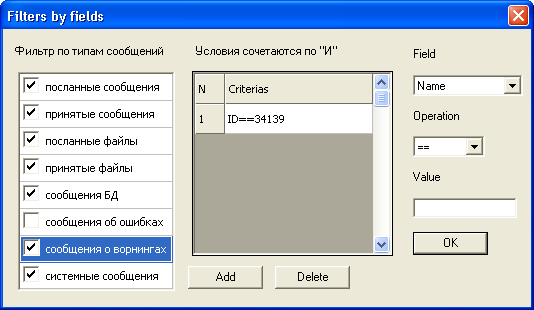 Filters by fields
Фильтр по типам сообщений
посланные сообщения
принятые сообщения
посланные файлы
принятые файлы
сообщения БД
сообщения об ошибках
сообщения о ворнингах
системные сообщения
Условия сочетаются по "И"
N Criterias
1 ID==34139
Add Delete
Field
Name
Operation
==
Value
OK